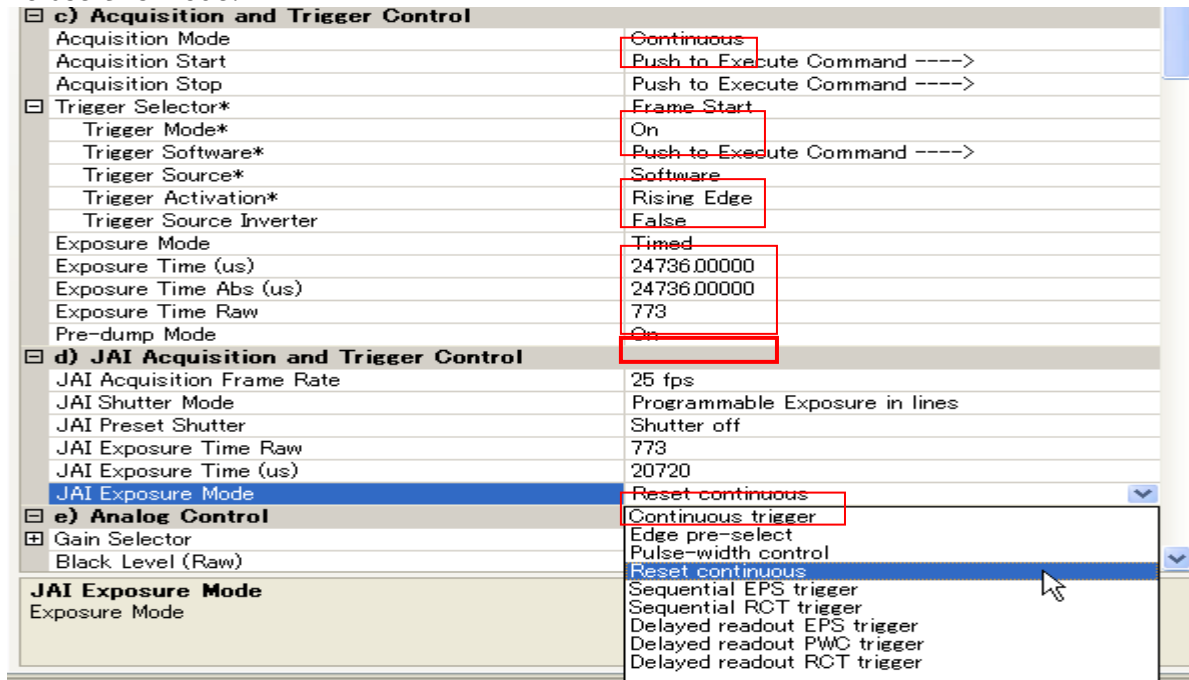 c) Acquisition and Trigger Control
Acquisition Mode Continuous
Acquisition Start Push to Execute Command ---->
Acquisition Stop Push to Execute Command ---->
Trigger Selector* Frame Start
Trigger Mode* On
Trigger Software* Push to Execute Command ---->
Trigger Source* Software
Trigger Activation* Rising Edge
Trigger Source Inverter False
Exposure Mode Timed
Exposure Time (us) 24736.00000
Exposure Time Abs (us) 24736.00000
Exposure Time Raw 773
Pre-dump Mode On
d) JAI Acquisition and Trigger Control
JAI Acquisition Frame Rate 25 fps
JAI Shutter Mode Programmable Exposure in lines
JAI Preset Shutter Shutter off
JAI Exposure Time Raw 773
JAI Exposure Time (us) 20720
JAI Exposure Mode Reset continuous
e) Analog Control
Gain Selector
Black Level (Raw)
Continuous trigger
Edge pre-select
Pulse-width control
Reset continuous
Sequential EPS trigger
Sequential RCT trigger
Delayed readout EPS trigger
Delayed readout PWC trigger
Delayed readout RCT trigger
JAI Exposure Mode
Exposure Mode